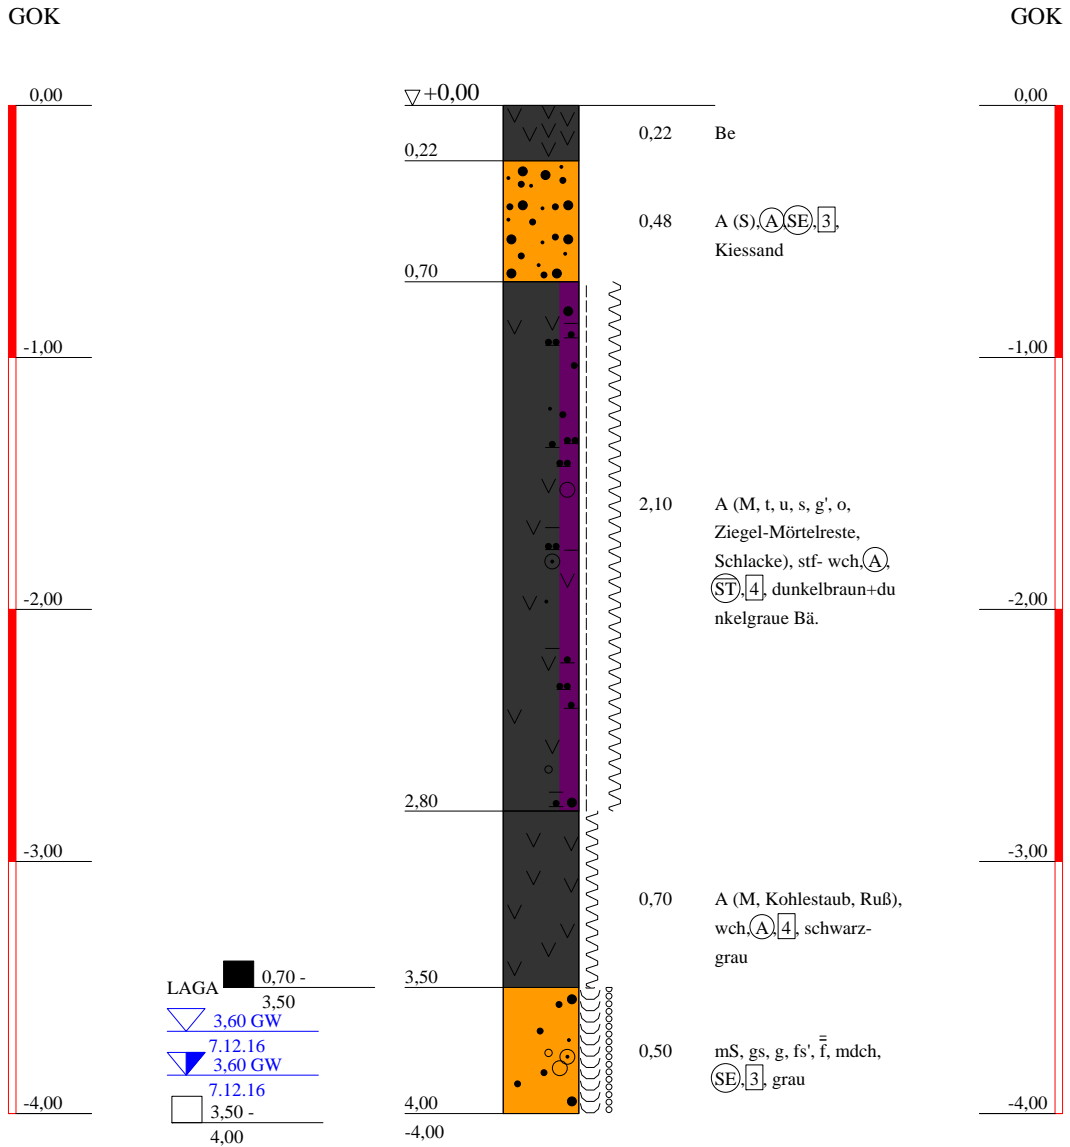 GOK
GOK
0,00
+0,00
0,00
0,22
Be
0,22
0,48
A (S), A, SE, 3,
Kiessand
0,70
-1,00
-1,00
2,10
A (M, t, u, s, g', o,
Ziegel-Mörtelreste,
Schlacke), stf- wch, A,
ST, 4, dunkelbraun+du
nkelgraue Bä.
-2,00
-2,00
2,80
-3,00
-3,00
0,70
A (M, Kohlestaub, Ruß),
wch, A, 4, schwarz-
grau
LAGA
0,70 -
3,50
3,50
3,60 GW
7.12.16
3,60 GW
7.12.16
0,50
mS, gs, g, fs', f̿, mdch,
SE, 3, grau
3,50 -
4,00
-4,00
4,00
-4,00
-4,00